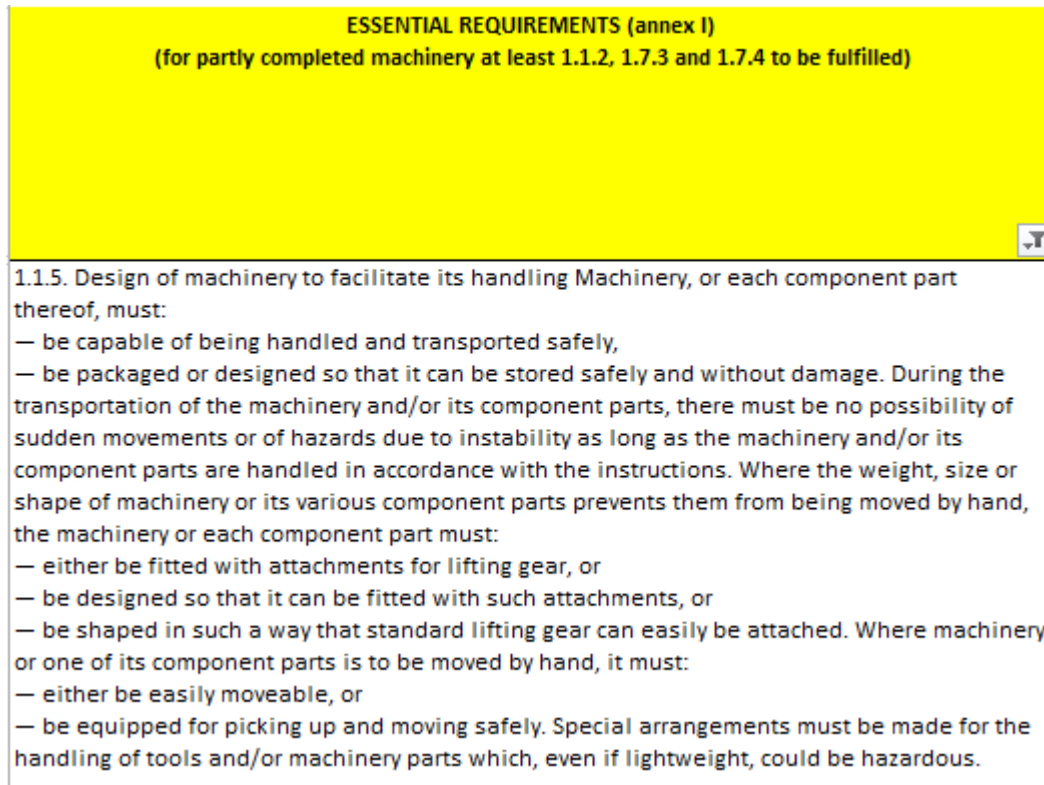 ESSENTIAL REQUIREMENTS (annex I)
(for partly completed machinery at least 1.1.2, 1.7.3 and 1.7.4 to be fulfilled)
1.1.5. Design of machinery to facilitate its handling Machinery, or each component part
thereof, must:
— be capable of being handled and transported safely,
— be packaged or designed so that it can be stored safely and without damage. During the
transportation of the machinery and/or its component parts, there must be no possibility of
sudden movements or of hazards due to instability as long as the machinery and/or its
component parts are handled in accordance with the instructions. Where the weight, size or
shape of machinery or its various component parts prevents them from being moved by hand,
the machinery or each component part must:
— either be fitted with attachments for lifting gear, or
— be designed so that it can be fitted with such attachments, or
— be shaped in such a way that standard lifting gear can easily be attached. Where machinery
or one of its component parts is to be moved by hand, it must:
— either be easily moveable, or
— be equipped for picking up and moving safely. Special arrangements must be made for the
handling of tools and/or machinery parts which, even if lightweight, could be hazardous.